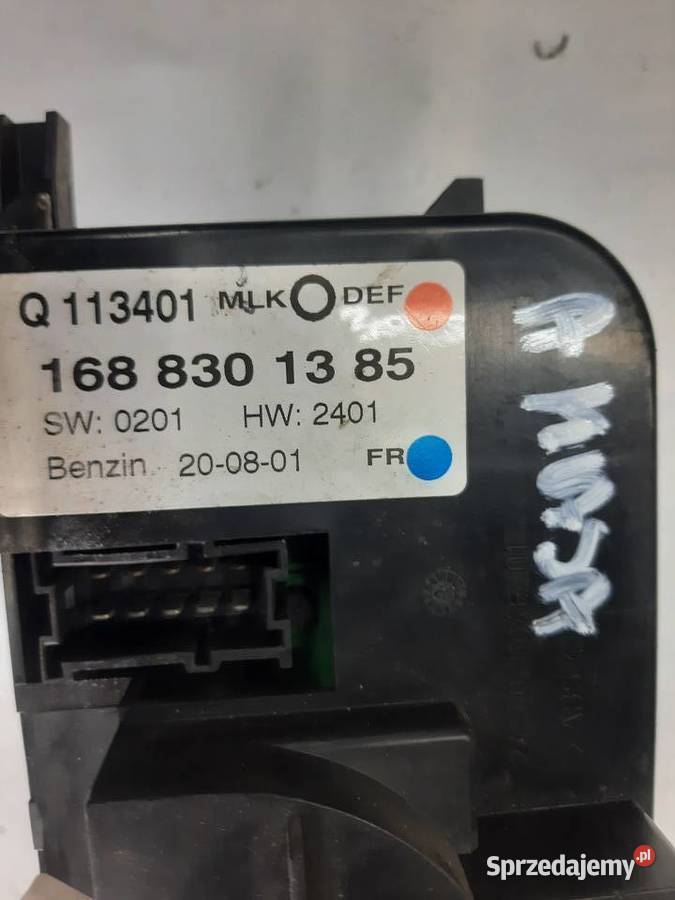 Q 113401 MLK DEF
168 830 13 85
SW: 0201 HW: 2401
Benzin 20-08-01 FR
Sprzedajemy.pl